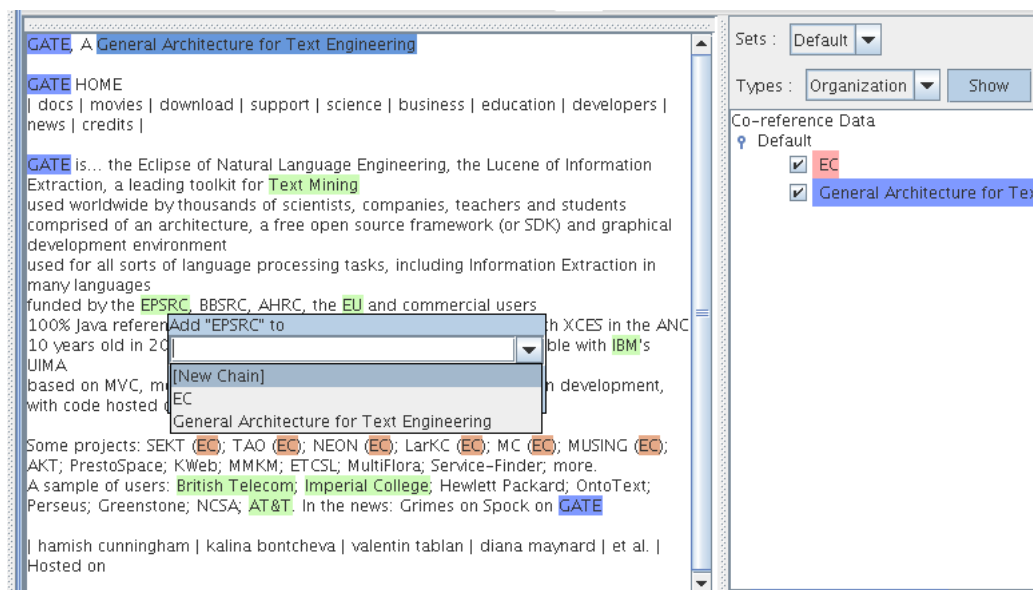 GATE, A General Architecture for Text Engineering
GATE HOME
| docs | movies | download | support | science | business | education | developers |
news | credits |
GATE is... the Eclipse of Natural Language Engineering, the Lucene of Information
Extraction, a leading toolkit for Text Mining
used worldwide by thousands of scientists, companies, teachers and students
comprised of an architecture, a free open source framework (or SDK) and graphical
development environment
used for all sorts of language processing tasks, including Information Extraction in
many languages
funded by the EPSRC, BBSRC, AHRC, the EU and commercial users
100% Java XCES in the ANC
10 years old in with IBM's
UIMA
based on MVC, development,
with code hosted
Add "EPSRC" to
[New Chain]
EC
General Architecture for Text Engineering
Some projects: SEKT (EC); TAO (EC); NEON (EC); LarKC (EC); MC (EC); MUSING (EC);
AKT; PrestoSpace; KWeb; MMKM; ETCSL; MultiFlora; Service-Finder; more.
A sample of users: British Telecom; Imperial College; Hewlett Packard; OntoText;
Perseus; Greenstone; NCSA; AT&T. In the news: Grimes on Spock on GATE
| hamish cunningham | kalina bontcheva | valentin tablan | diana maynard | et al. |
Hosted on
Sets : Default
Types : Organization Show
Co-reference Data
Default
EC
General Architecture for Tex